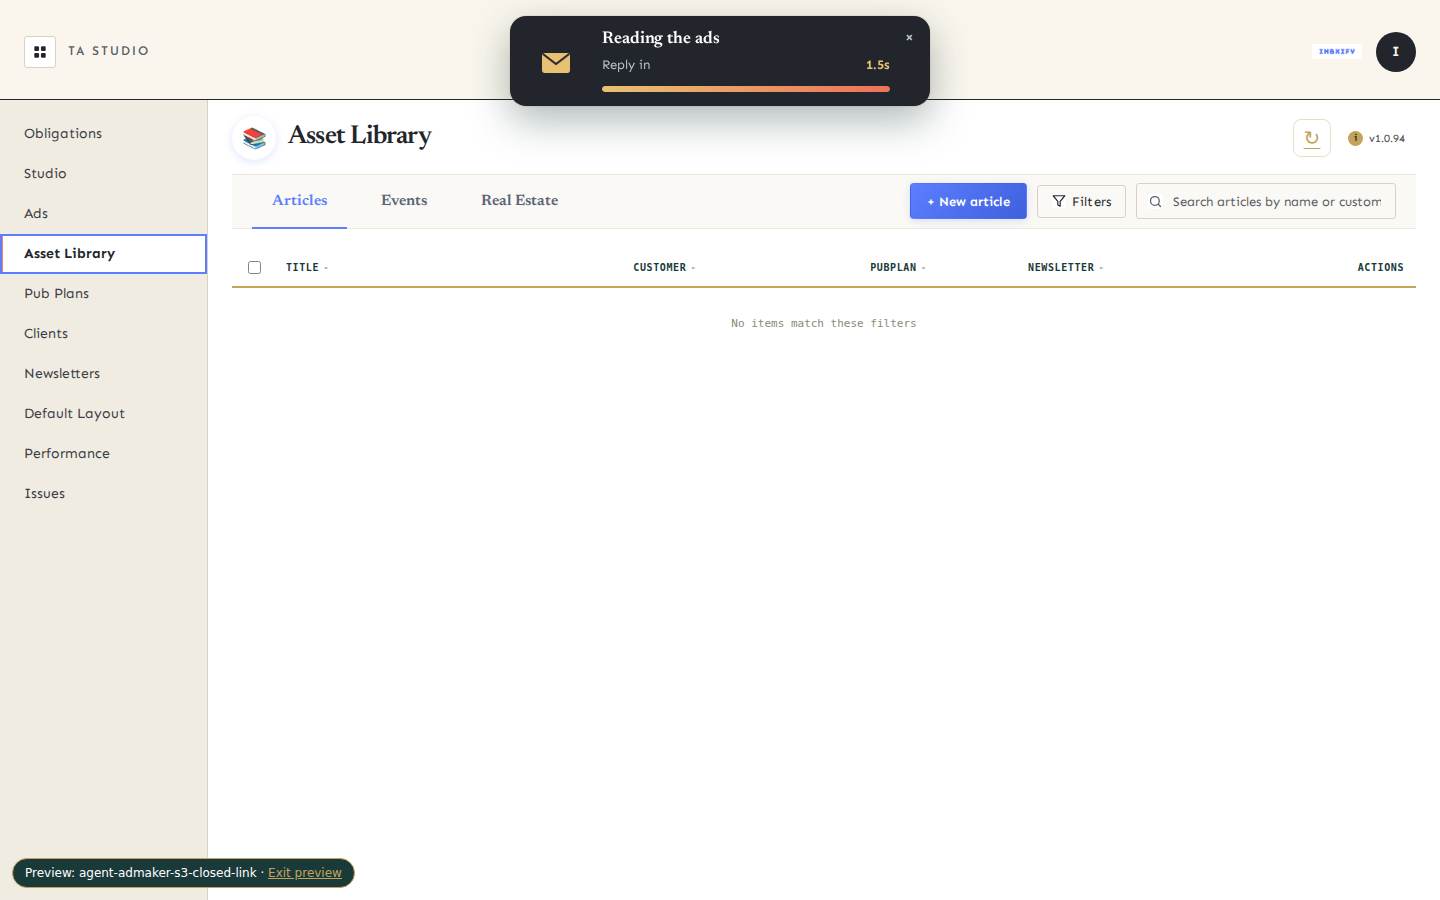 TA STUDIO
Reading the ads
×
Reply in
1.5s
INBXIFY
I
Obligations
Studio
Ads
Asset Library
Pub Plans
Clients
Newsletters
Default Layout
Performance
Issues
Asset Library
↻
i
v1.0.94
Articles
Events
Real Estate
+ New article
Filters
Search articles by name or custom
TITLE -
CUSTOMER -
PUBPLAN -
NEWSLETTER -
ACTIONS
No items match these filters
Preview: agent-admaker-s3-closed-link · Exit preview